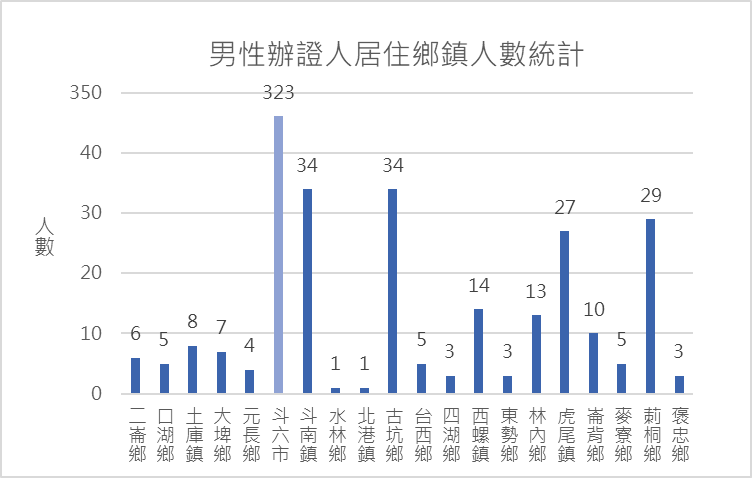 男性辦證人居住鄉鎮人數統計
350
40
30
20
10
0
人數
6
5
8
7
4
323
34
1
1
34
5
3
14
3
13
27
10
5
29
3
二崙鄉
口湖鄉
土庫鎮
大埤鄉
元長鄉
斗六市
斗南鎮
水林鄉
北港鎮
古坑鄉
台西鄉
四湖鄉
西螺鎮
東勢鄉
林內鄉
虎尾鎮
崙背鄉
麥寮鄉
莿桐鄉
褒忠鄉